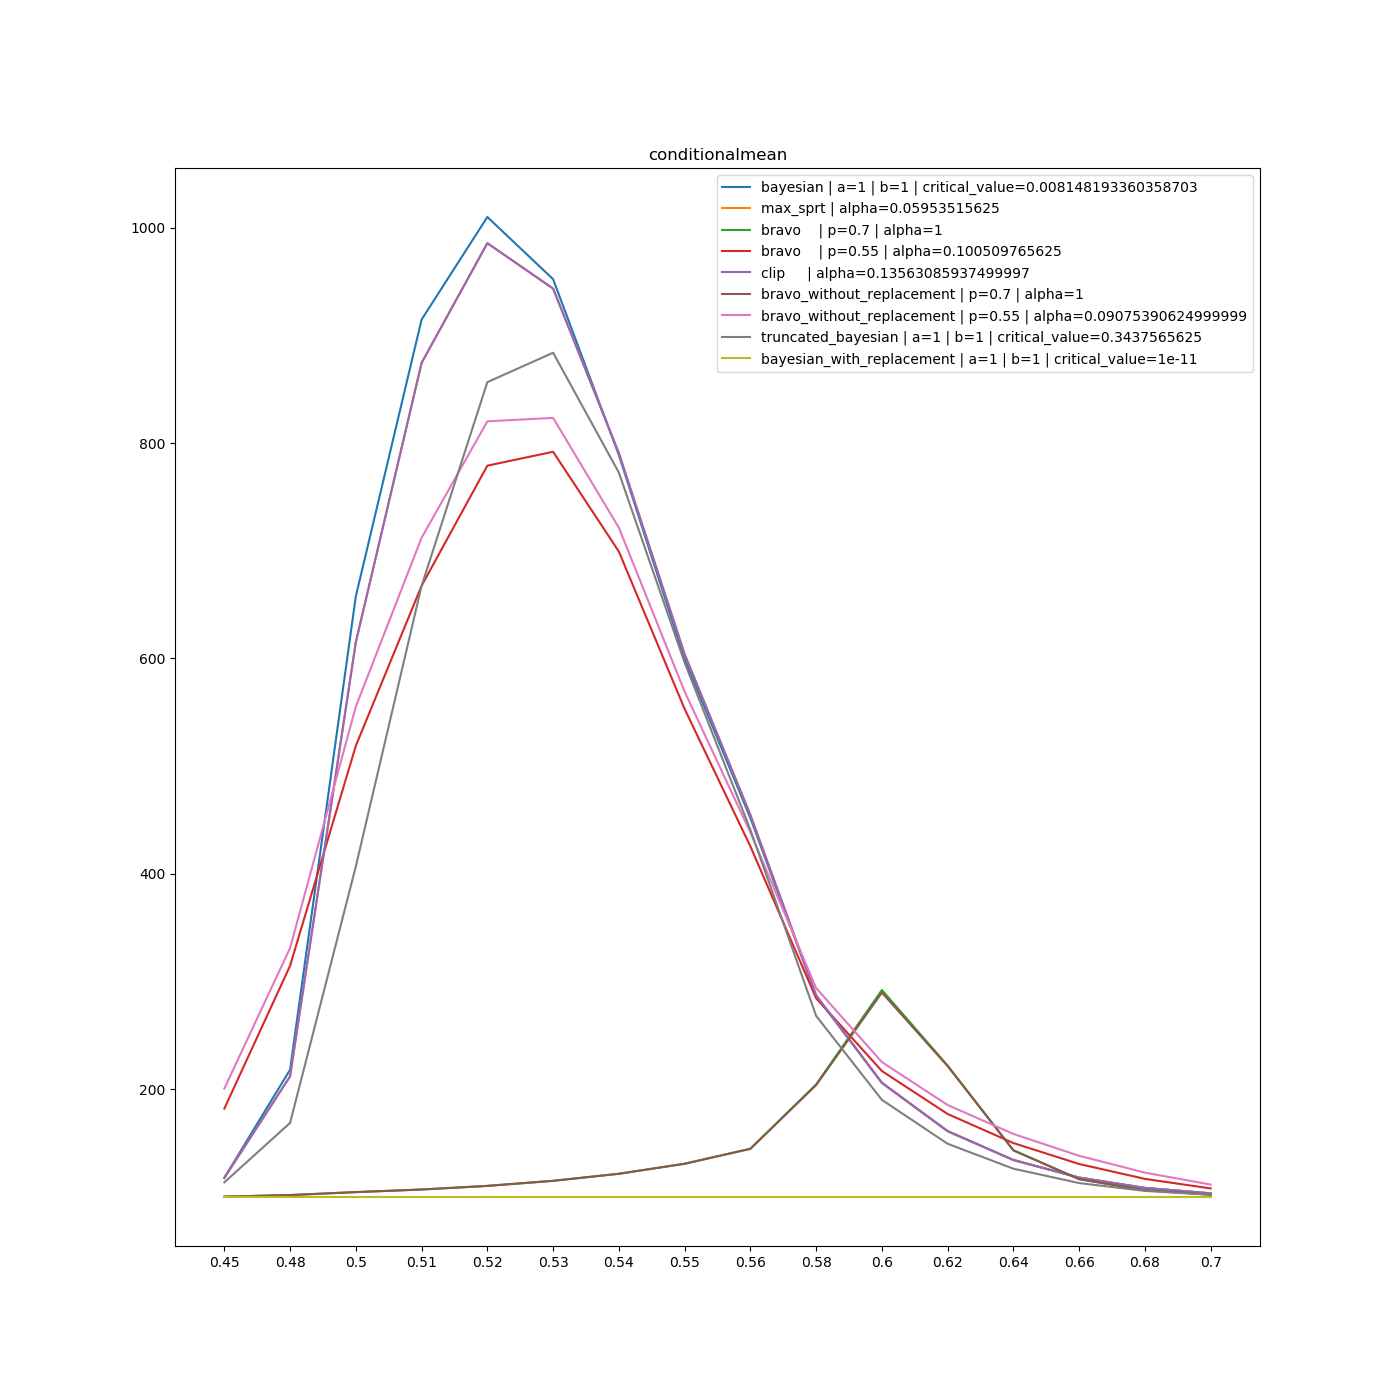 conditionalmean
bayesian | a=1 | b=1 | critical_value=0.008148193360358703
max_sprt | alpha=0.05953515625
bravo    | p=0.7 | alpha=1
bravo    | p=0.55 | alpha=0.100509765625
clip     | alpha=0.13563085937499997
bravo_without_replacement | p=0.7 | alpha=1
bravo_without_replacement | p=0.55 | alpha=0.09075390624999999
truncated_bayesian | a=1 | b=1 | critical_value=0.3437565625
bayesian_with_replacement | a=1 | b=1 | critical_value=1e-11
1000
800
600
400
200
0.45 0.48 0.5 0.51 0.52 0.53 0.54 0.55 0.56 0.58 0.6 0.62 0.64 0.66 0.68 0.7